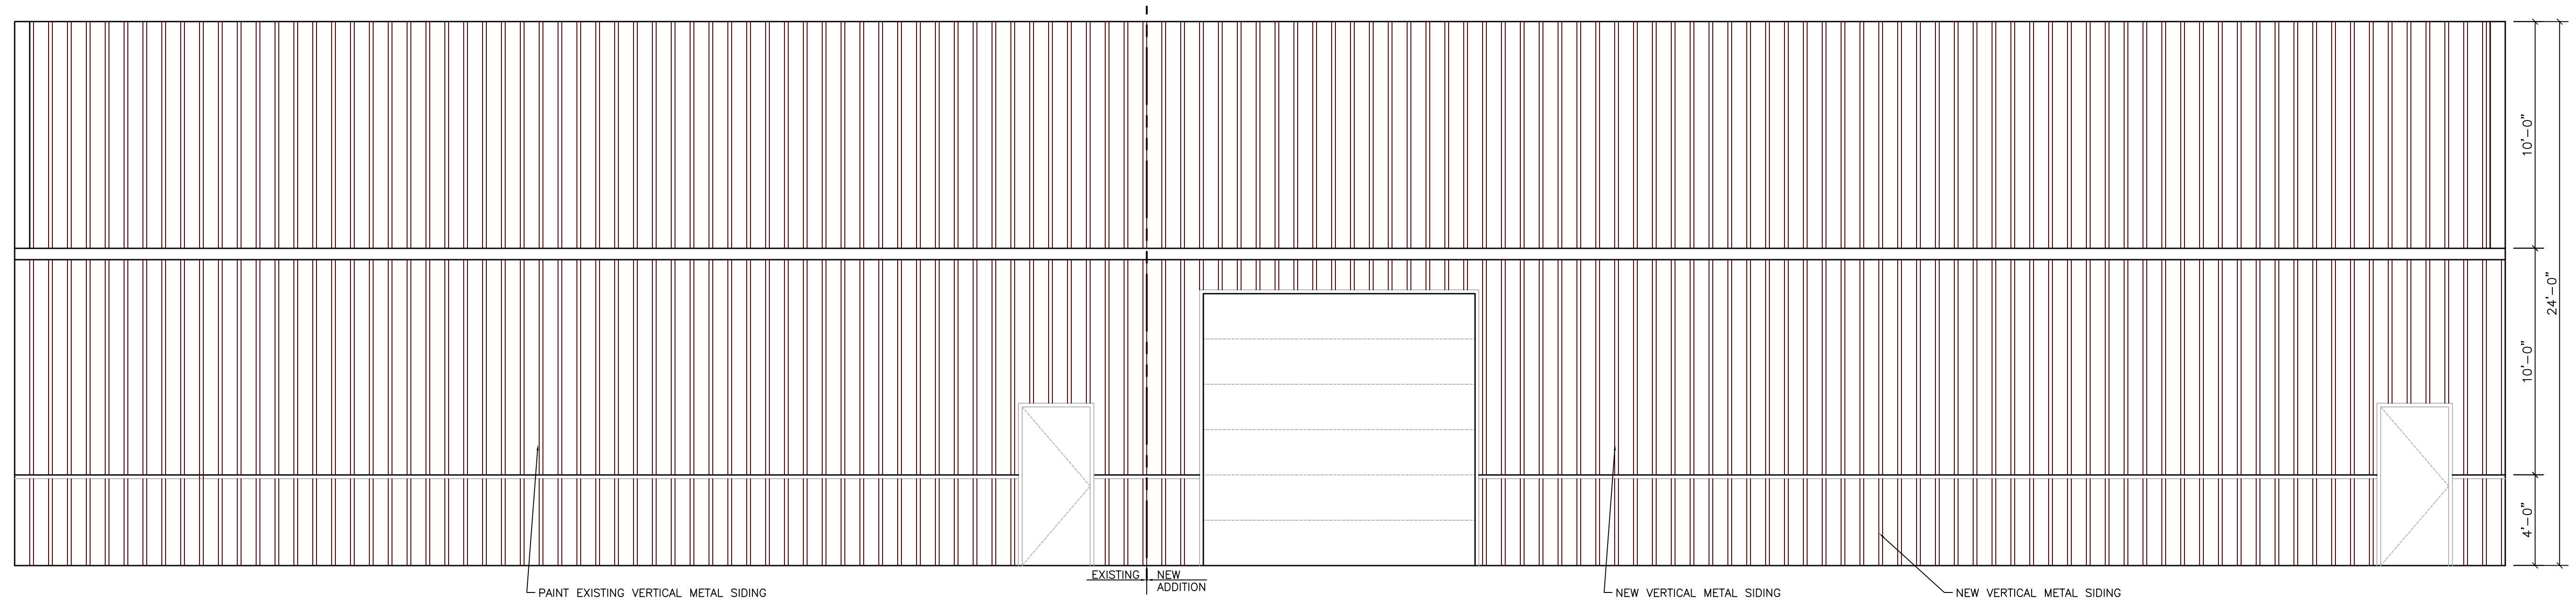 10'-0"
24'-0"
10'-0"
4'-0"
EXISTING NEW
ADDITION
PAINT EXISTING VERTICAL METAL SIDING
NEW VERTICAL METAL SIDING
NEW VERTICAL METAL SIDING